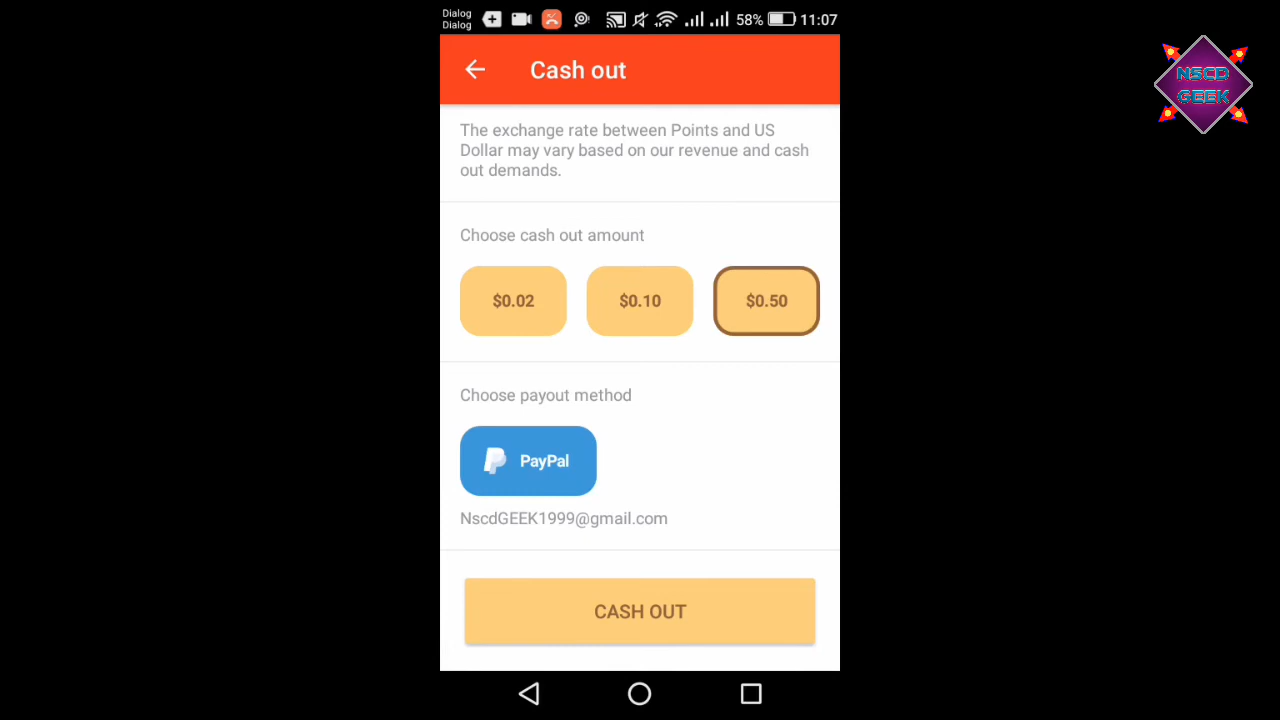 Dialog
Dialog
58% 11:07
Cash out
NSCD
GEEK
The exchange rate between Points and US
Dollar may vary based on our revenue and cash
out demands.
Choose cash out amount
$0.02 $0.10 $0.50
Choose payout method
PayPal
NscdGEEK1999@gmail.com
CASH OUT